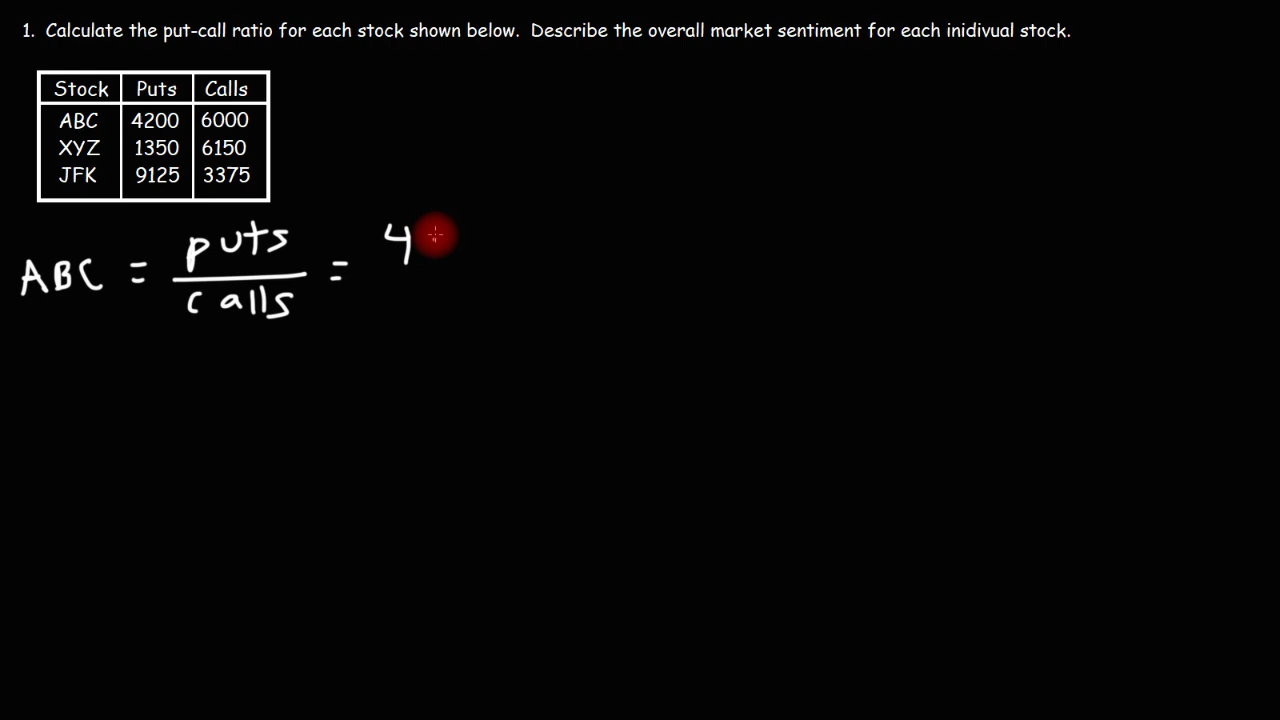 1. Calculate the put-call ratio for each stock shown below. Describe the overall market sentiment for each inidivual stock.
Stock Puts Calls
ABC 4200 6000
XYZ 1350 6150
JFK 9125 3375
ABC = puts / calls = 4